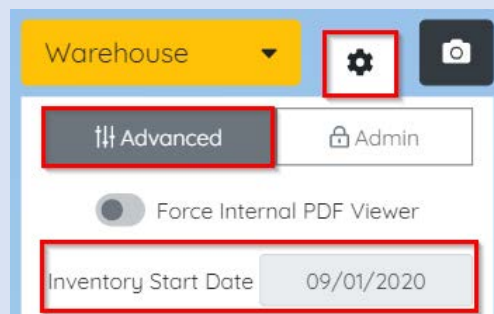 Warehouse
Advanced
Admin
Force Internal PDF Viewer
Inventory Start Date 09/01/2020